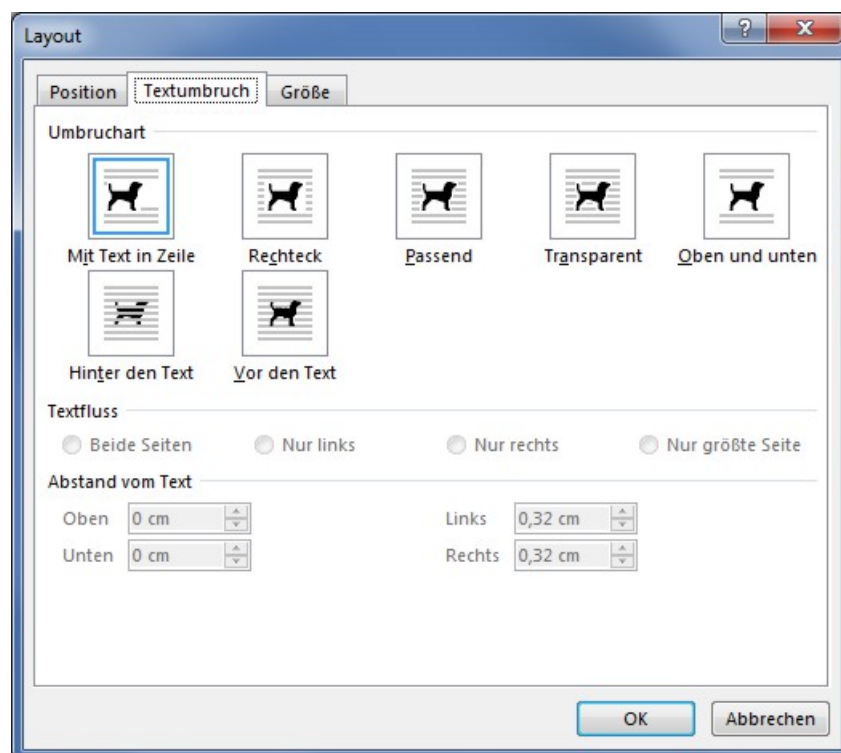 Layout
Position Textumbruch Größe
Umbruchart
Mit Text in Zeile Rechteck Passend Transparent Oben und unten
Hinter den Text Vor den Text
Textfluss
Beide Seiten Nur links Nur rechts Nur größte Seite
Abstand vom Text
Oben 0 cm Links 0,32 cm
Unten 0 cm Rechts 0,32 cm
OK Abbrechen